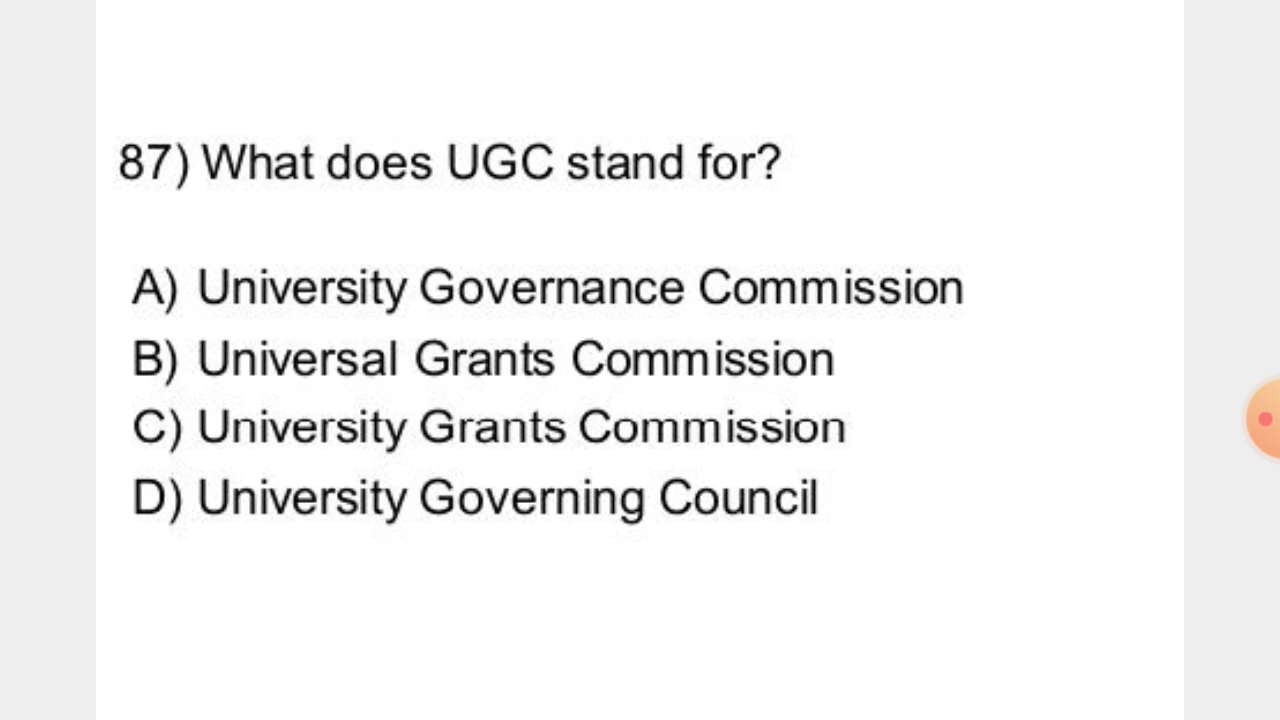 87) What does UGC stand for?
A) University Governance Commission
B) Universal Grants Commission
C) University Grants Commission
D) University Governing Council